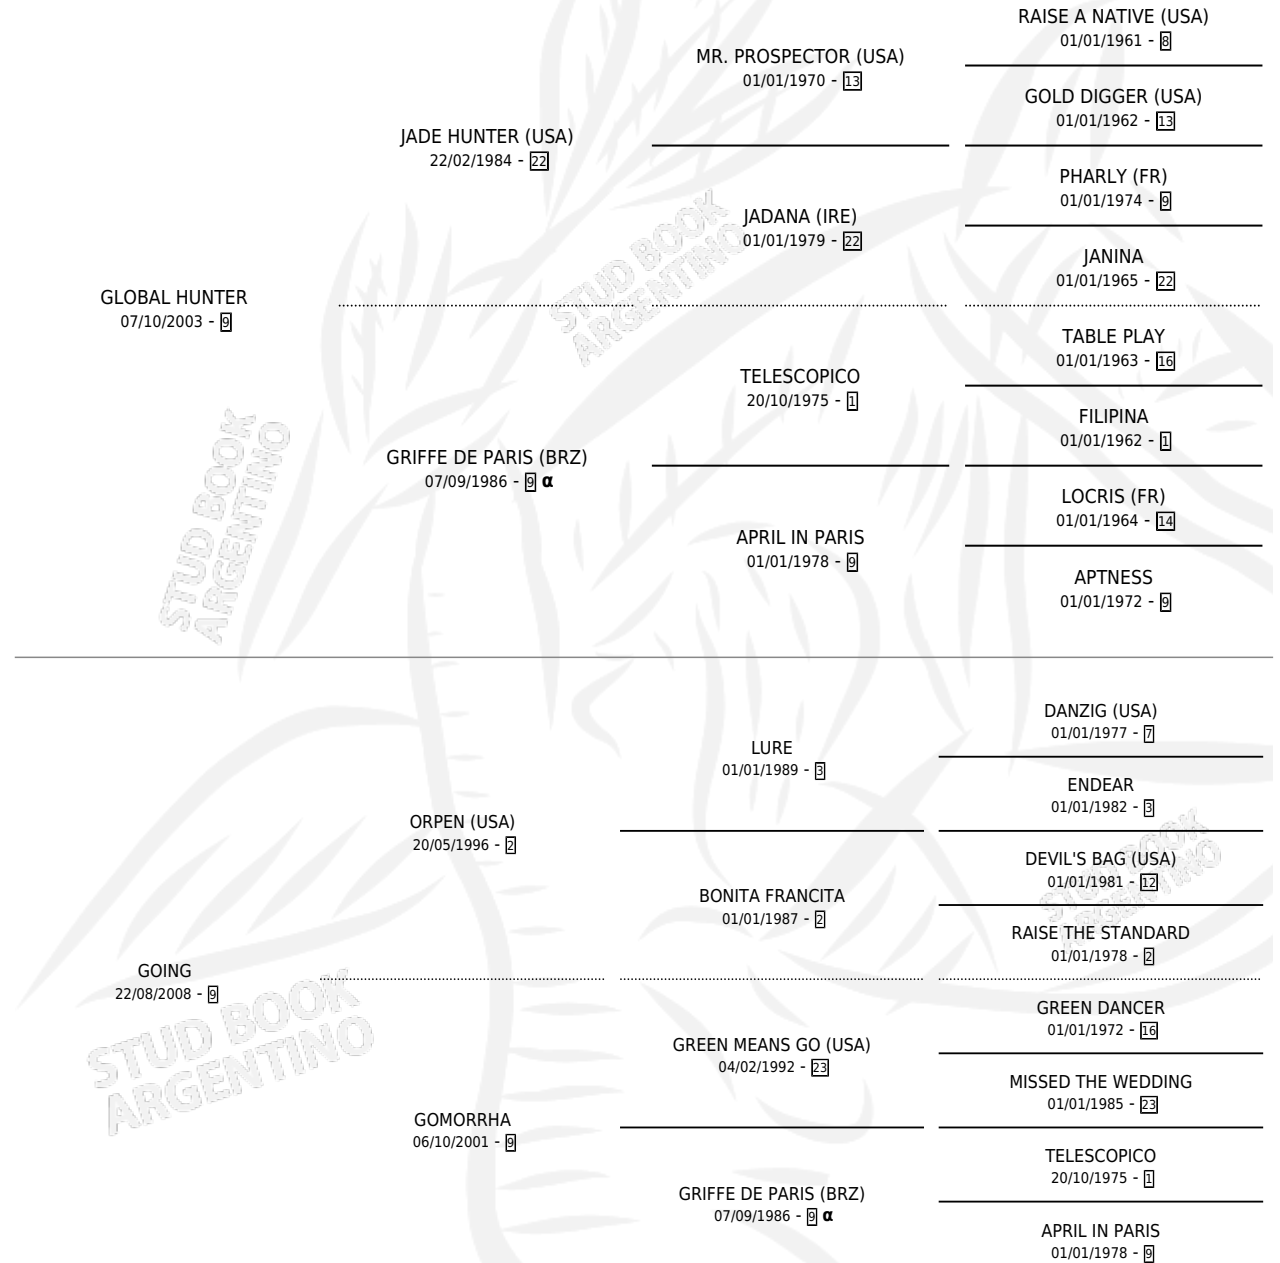 RAISE A NATIVE (USA)
01/01/1961 - 8
MR. PROSPECTOR (USA)
01/01/1970 - 13
GOLD DIGGER (USA)
01/01/1962 - 13
JADE HUNTER (USA)
22/02/1984 - 22
PHARLY (FR)
01/01/1974 - 9
JADANA (IRE)
01/01/1979 - 22
JANINA
01/01/1965 - 22
STUD BOOK
ARGENTINO
GLOBAL HUNTER
07/10/2003 - 9
TABLE PLAY
01/01/1963 - 16
TELESCOPICO
20/10/1975 - 1
FILIPINA
01/01/1962 - 1
GRIFFE DE PARIS (BRZ)
07/09/1986 - 9 α
LOCRIS (FR)
01/01/1964 - 14
APRIL IN PARIS
01/01/1978 - 9
APTNESS
01/01/1972 - 9
STUD BOOK
ARGENTINO
DANZIG (USA)
01/01/1977 - 7
LURE
01/01/1989 - 3
ENDEAR
01/01/1982 - 3
ORPEN (USA)
20/05/1996 - 2
DEVIL'S BAG (USA)
01/01/1981 - 12
BONITA FRANCITA
01/01/1987 - 2
RAISE THE STANDARD
01/01/1978 - 2
STUD BOOK
ARGENTINO
GOING
22/08/2008 - 9
STUD BOOK
ARGENTINO
GREEN DANCER
01/01/1972 - 16
GREEN MEANS GO (USA)
04/02/1992 - 23
MISSED THE WEDDING
01/01/1985 - 23
GOMORRHA
06/10/2001 - 9
TELESCOPICO
20/10/1975 - 1
GRIFFE DE PARIS (BRZ)
07/09/1986 - 9 α
APRIL IN PARIS
01/01/1978 - 9